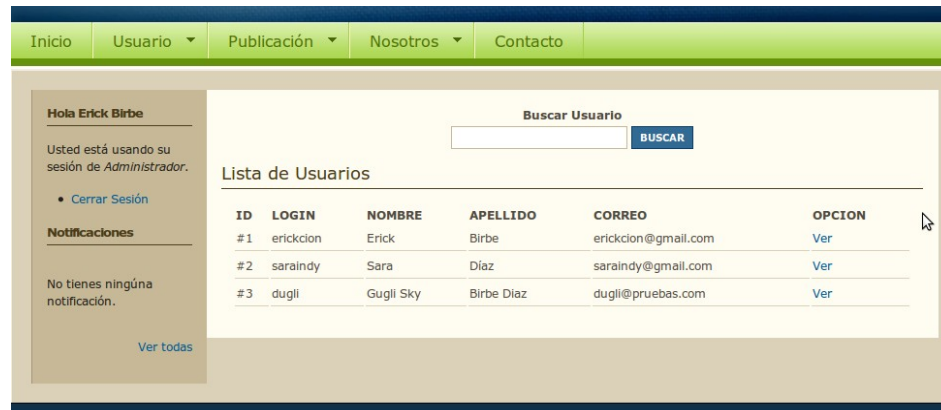 Inicio Usuario Publicación Nosotros Contacto
Hola Erick Birbe
Usted está usando su
sesión de Administrador.
Cerrar Sesión
Notificaciones
No tienes ningúna
notificación.
Ver todas
Buscar Usuario
BUSCAR
Lista de Usuarios
ID LOGIN NOMBRE APELLIDO CORREO OPCION
#1 erickcion Erick Birbe erickcion@gmail.com Ver
#2 saraindy Sara Díaz saraindy@gmail.com Ver
#3 dugli Gugli Sky Birbe Diaz dugli@pruebas.com Ver